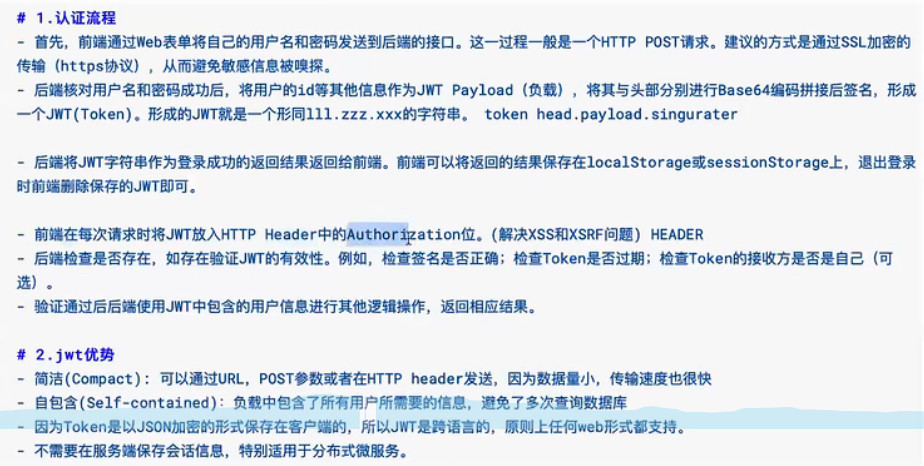 # 1.认证流程
- 首先，前端通过Web表单将自己的用户名和密码发送到后端的接口。这一过程一般是一个HTTP POST请求。建议的方式是通过SSL加密的
传输（https协议），从而避免敏感信息被嗅探。
- 后端核对用户名和密码成功后，将用户的id等其他信息作为JWT Payload（负载），将其与头部分别进行Base64编码拼接后签名，形成
一个JWT(Token)。形成的JWT就是一个形同lll.zzz.xxx的字符串。 token head.payload.singurater
- 后端将JWT字符串作为登录成功的返回结果返回给前端。前端可以将返回的结果保存在localStorage或sessionStorage上，退出登录
时前端删除保存的JWT即可。
- 前端在每次请求时将JWT放入HTTP Header中的Authorization位。(解决XSS和XSRF问题) HEADER
- 后端检查是否存在，如存在验证JWT的有效性。例如，检查签名是否正确；检查Token是否过期；检查Token的接收方是否是自己（可
选）。
- 验证通过后后端使用JWT中包含的用户信息进行其他逻辑操作，返回相应结果。
# 2.jwt优势
- 简洁(Compact): 可以通过URL，POST参数或者在HTTP header发送，因为数据量小，传输速度也很快
- 自包含(Self-contained)：负载中包含了所有用户所需要的信息，避免了多次查询数据库
- 因为Token是以JSON加密的形式保存在客户端的，所以JWT是跨语言的，原则上任何web形式都支持。
- 不需要在服务端保存会话信息，特别适用于分布式微服务。